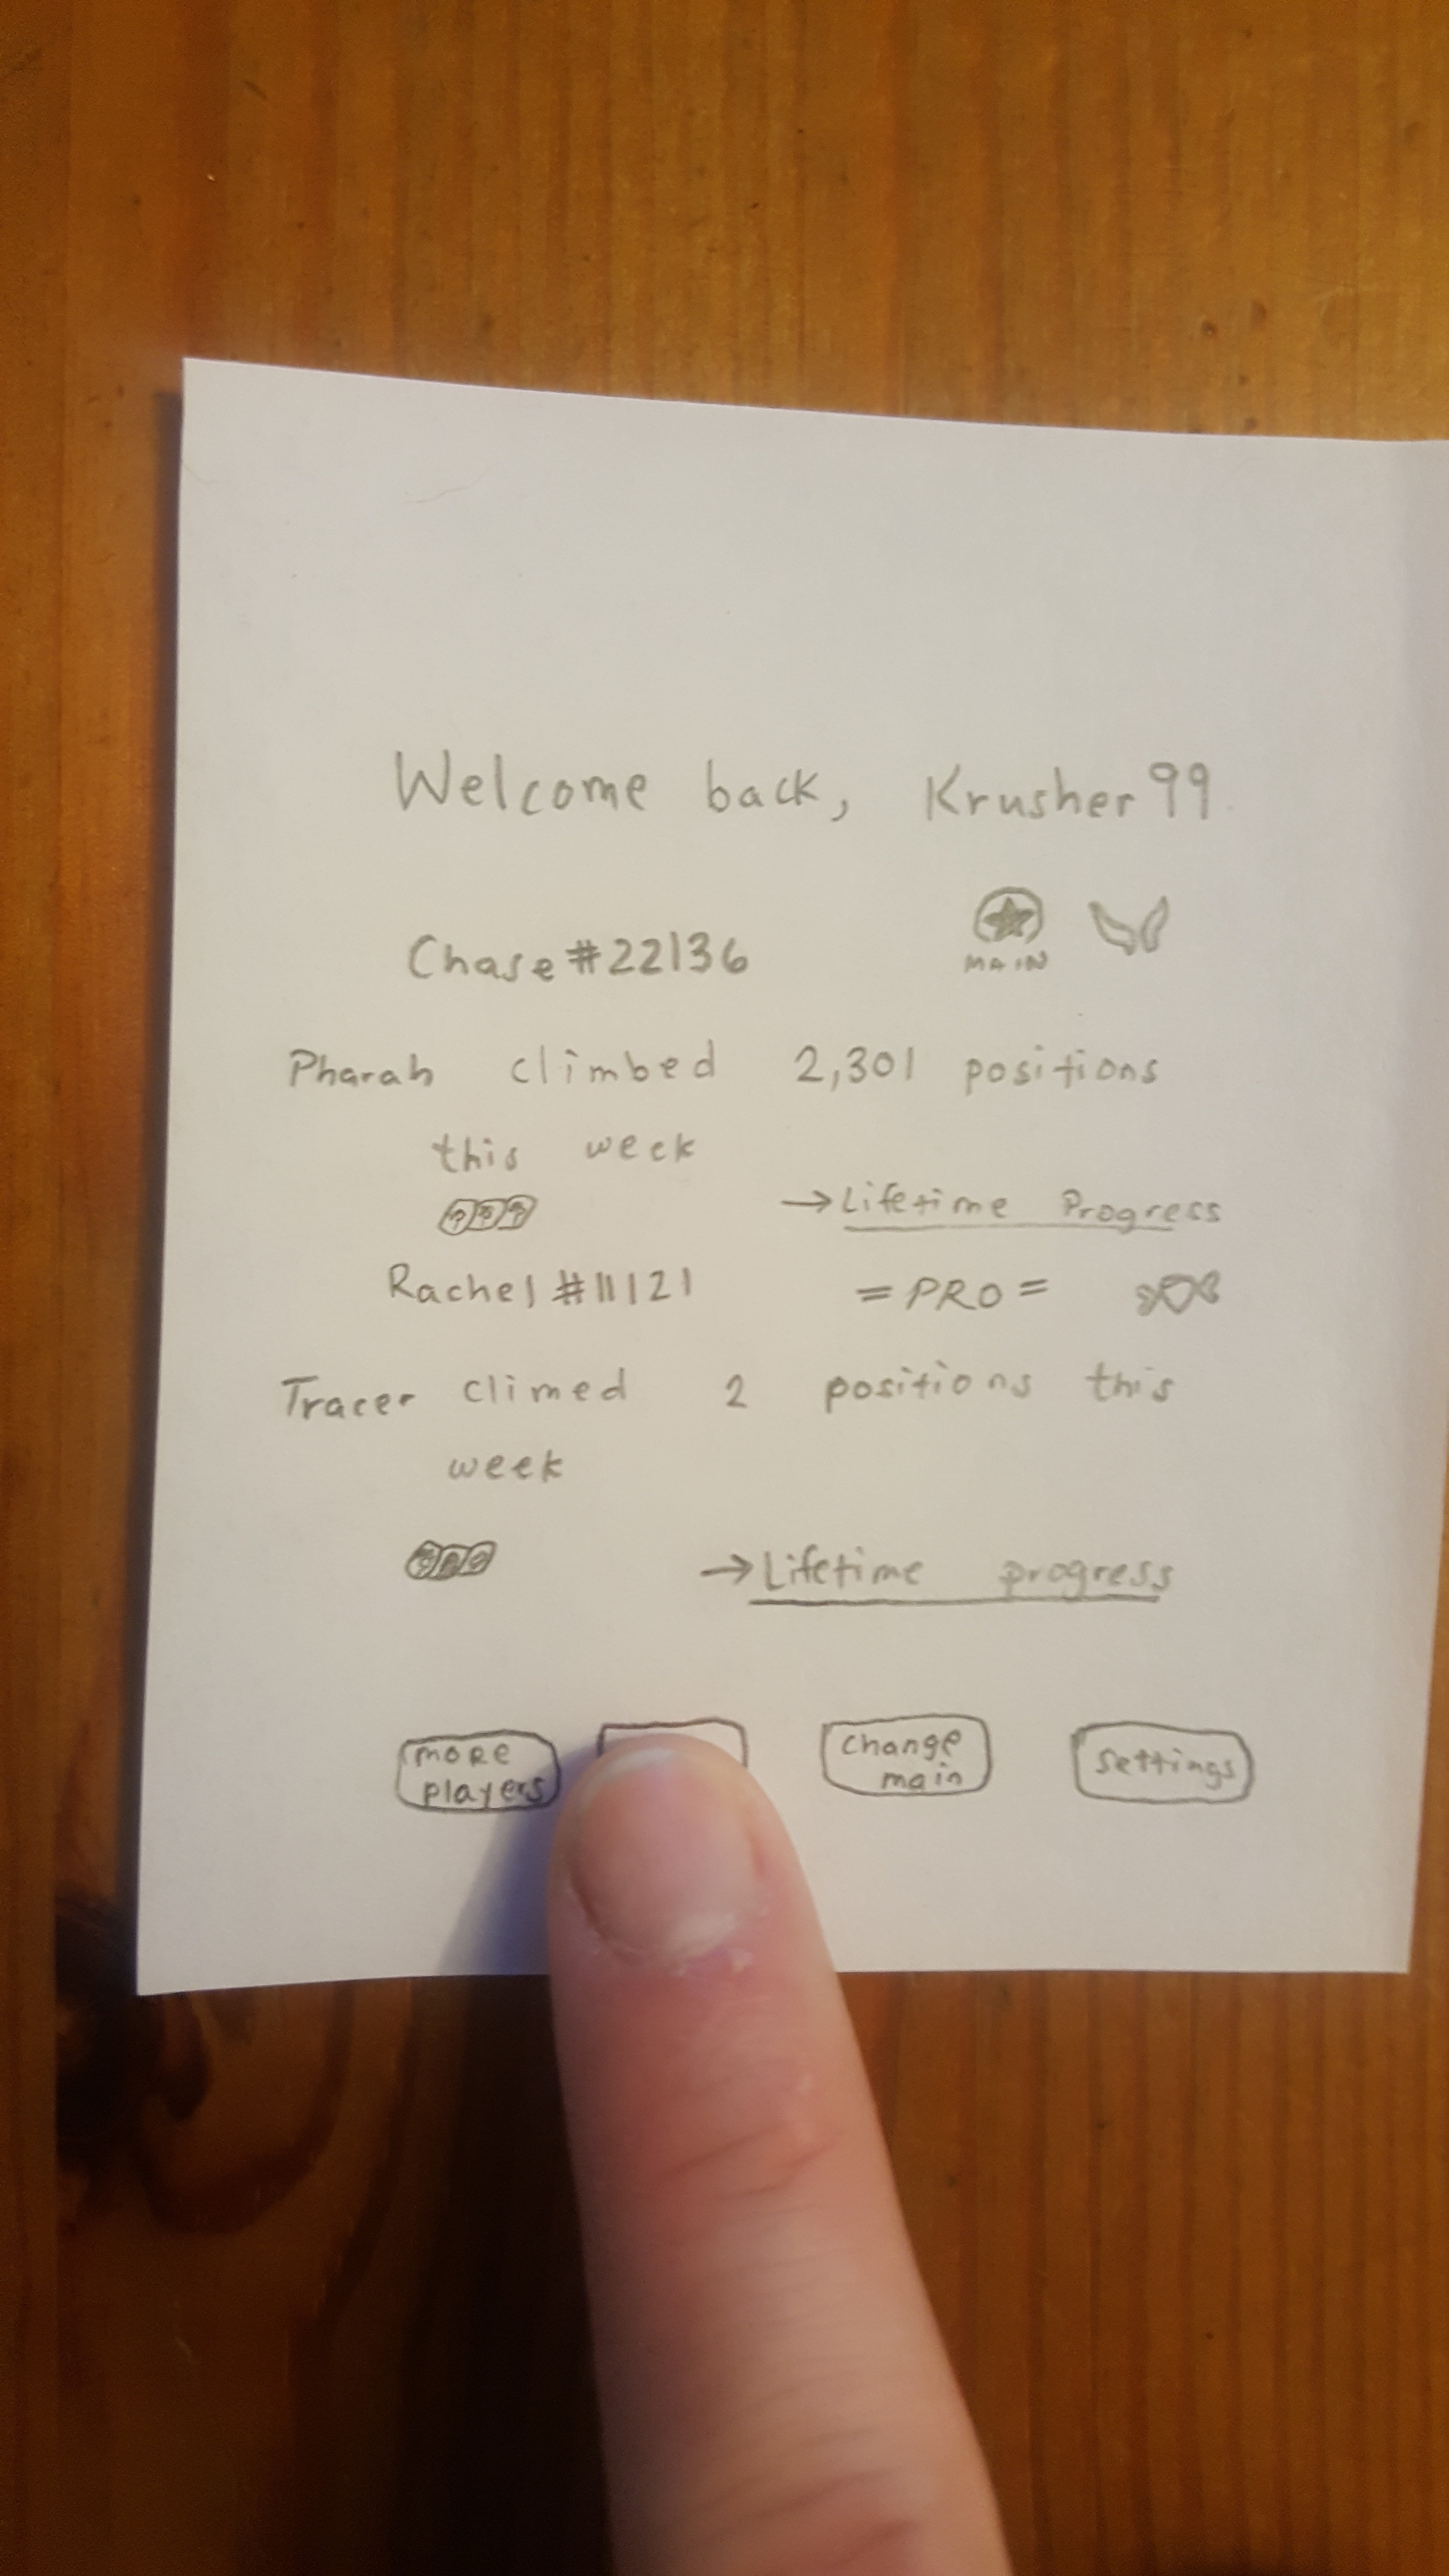 Welcome back, Krusher99
Chase#22136
MAIN
Pharah climbed 2,301 positions
this week
→Lifetime Progress
Rachel#11121 =PRO=
Tracer climed 2 positions this
week
→Lifetime progress
more
players
change
main
settings